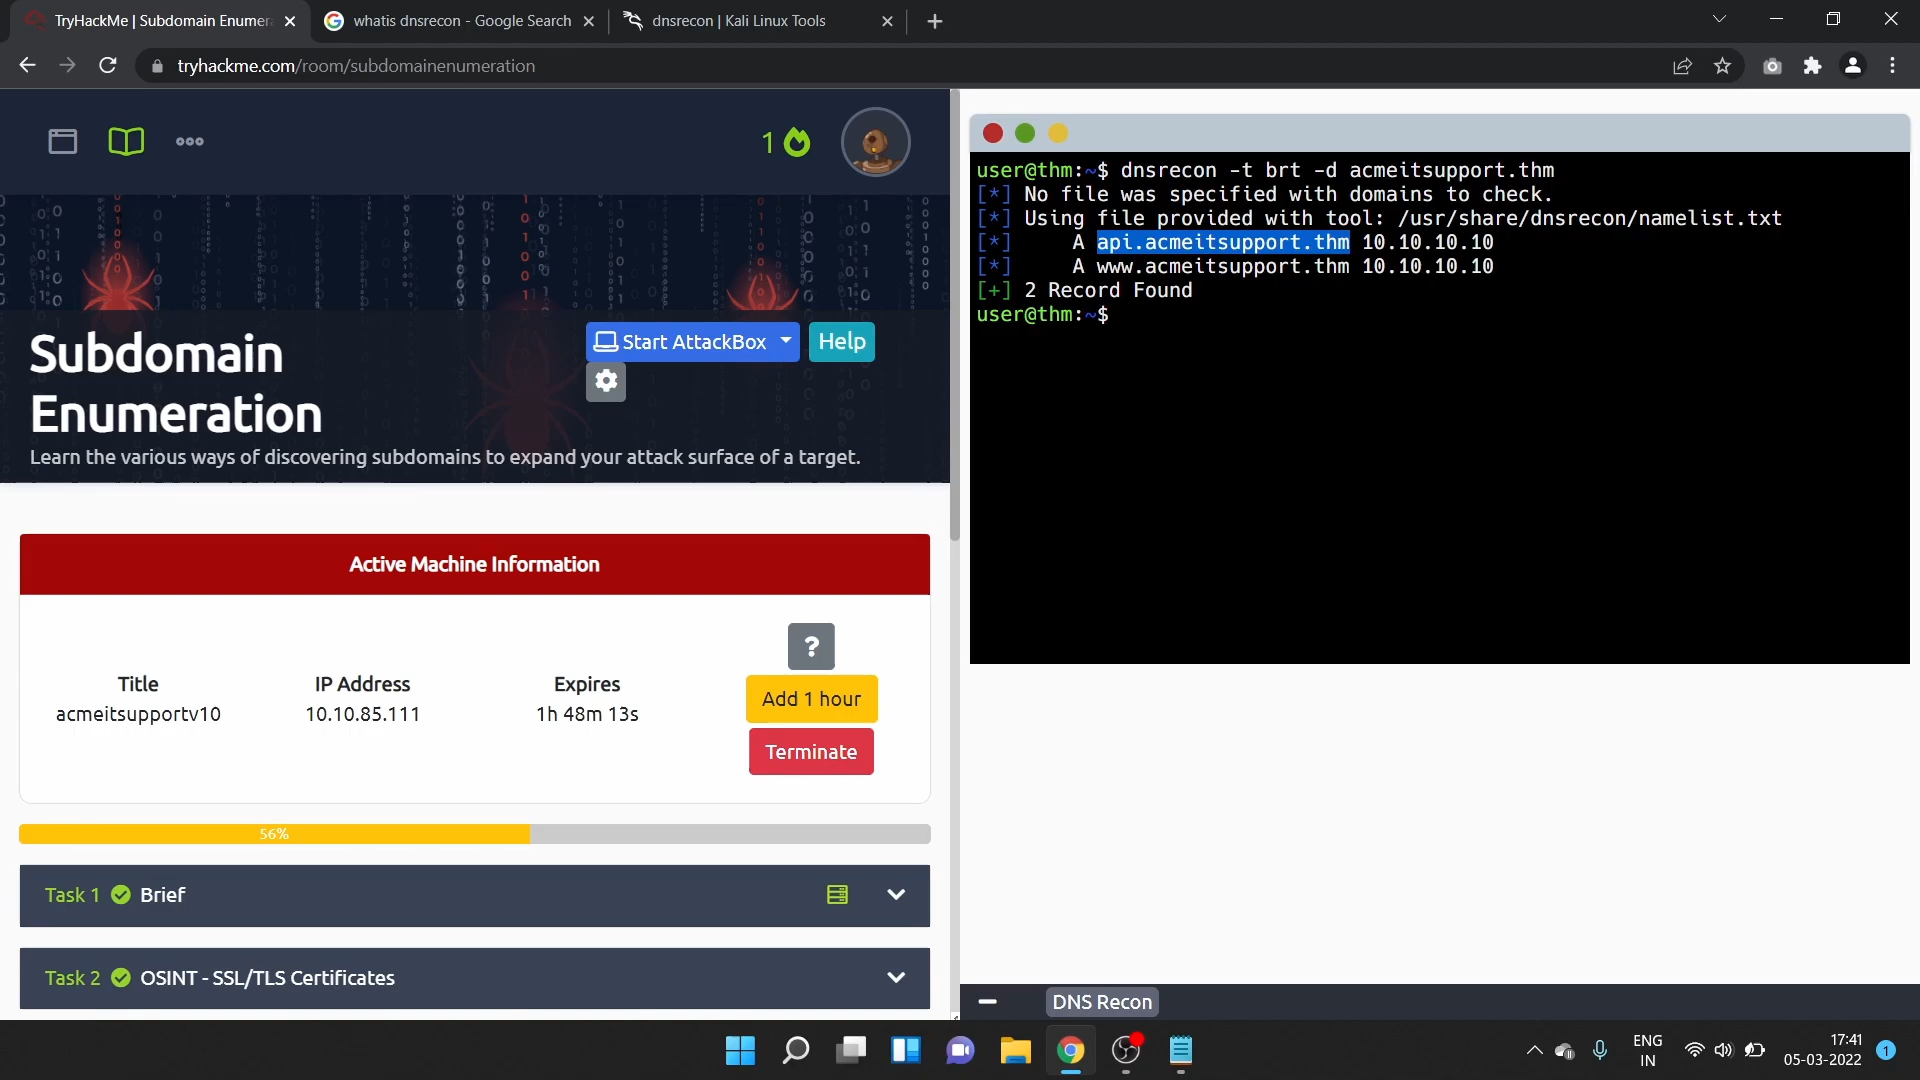 TryHackMe | Subdomain Enumer
whatis dnsrecon - Google Search
dnsrecon | Kali Linux Tools
tryhackme.com/room/subdomainenumeration
1
Subdomain
Enumeration
Start AttackBox
Help
Learn the various ways of discovering subdomains to expand your attack surface of a target.
Active Machine Information
?
Title
IP Address
Expires
acmeitsupportv10
10.10.85.111
1h 48m 13s
Add 1 hour
Terminate
56%
Task 1 Brief
Task 2 OSINT - SSL/TLS Certificates
user@thm:~$ dnsrecon -t brt -d acmeitsupport.thm
[*] No file was specified with domains to check.
[*] Using file provided with tool: /usr/share/dnsrecon/namelist.txt
[*] A api.acmeitsupport.thm 10.10.10.10
[*] A www.acmeitsupport.thm 10.10.10.10
[+] 2 Record Found
user@thm:~$
DNS Recon
ENG
IN
17:41
05-03-2022
1